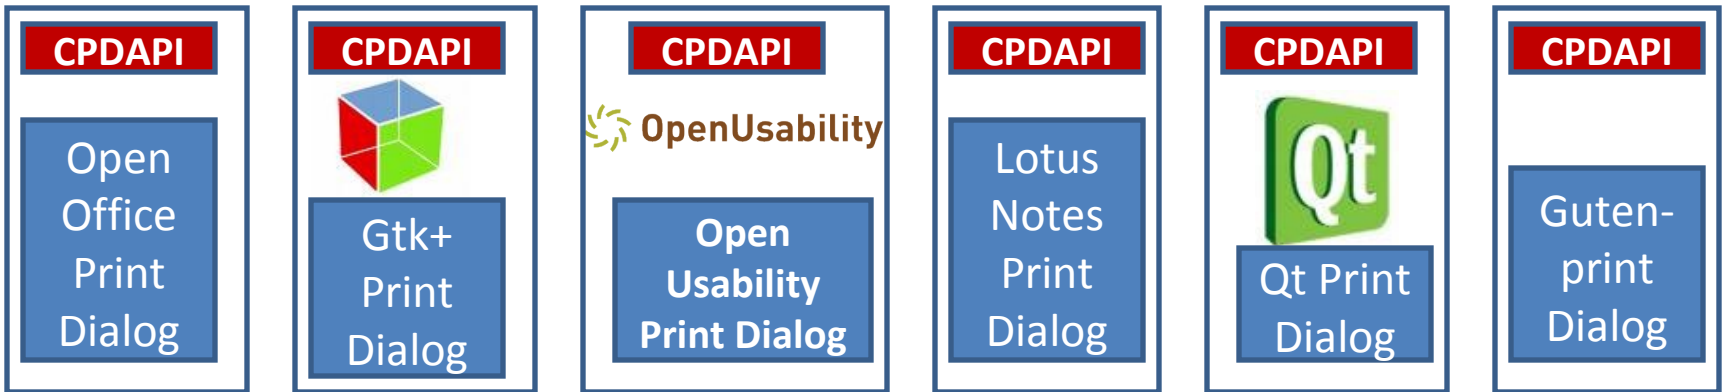 CPDAPI
Open
Office
Print
Dialog
CPDAPI
Gtk+
Print
Dialog
CPDAPI
OpenUsability
Open
Usability
Print Dialog
CPDAPI
Lotus
Notes
Print
Dialog
CPDAPI
Qt
Qt Print
Dialog
CPDAPI
Guten-
print
Dialog